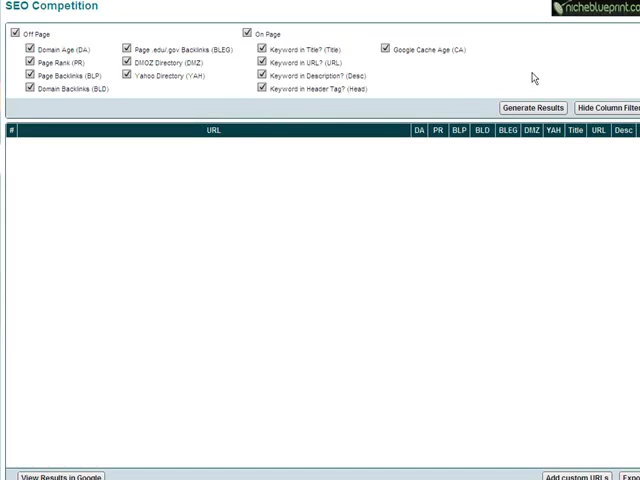 SEO Competition
nicheblueprint.co
Off Page
On Page
Domain Age (DA)
Page .edu/.gov Backlinks (BLEG)
Keyword in Title? (Title)
Google Cache Age (CA)
Page Rank (PR)
DMOZ Directory (DMZ)
Keyword in URL? (URL)
Page Backlinks (BLP)
Yahoo Directory (YAH)
Keyword in Description? (Desc)
Domain Backlinks (BLD)
Keyword in Header Tag? (Head)
Generate Results
Hide Column Filter
# URL DA PR BLP BLD BLEG DMZ YAH Title URL Desc
View Results in Google
Add custom URLs
Expo